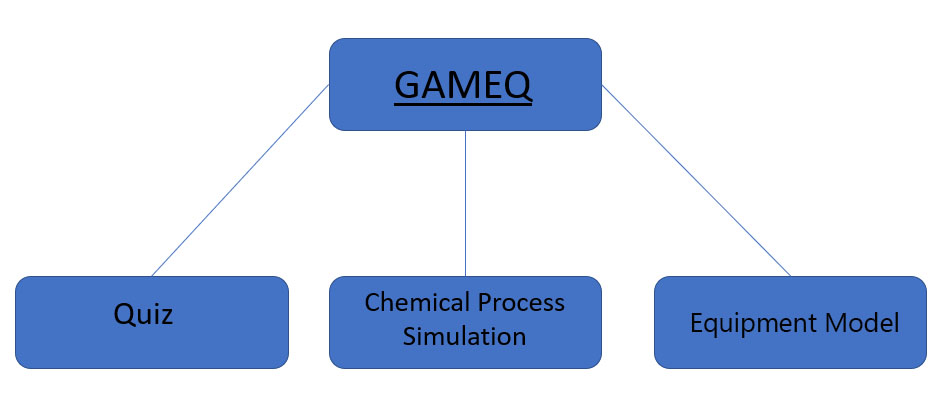 GAMEQ
Quiz
Chemical Process
Simulation
Equipment Model